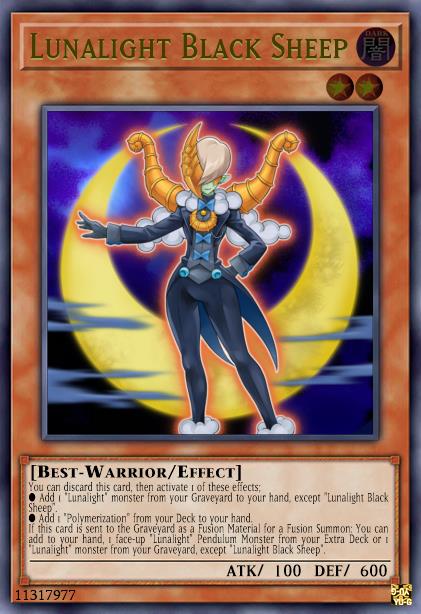 Lunalight Black Sheep
DARK
闇
[Best-Warrior/Effect]
You can discard this card, then activate 1 of these effects;
● Add 1 "Lunalight" monster from your Graveyard to your hand, except "Lunalight Black
Sheep".
● Add 1 "Polymerization" from your Deck to your hand.
If this card is sent to the Graveyard as a Fusion Material for a Fusion Summon: You can
add to your hand, 1 face-up "Lunalight" Pendulum Monster from your Extra Deck or 1
"Lunalight" monster from your Graveyard, except "Lunalight Black Sheep".
ATK/ 100 DEF/ 600
11317977